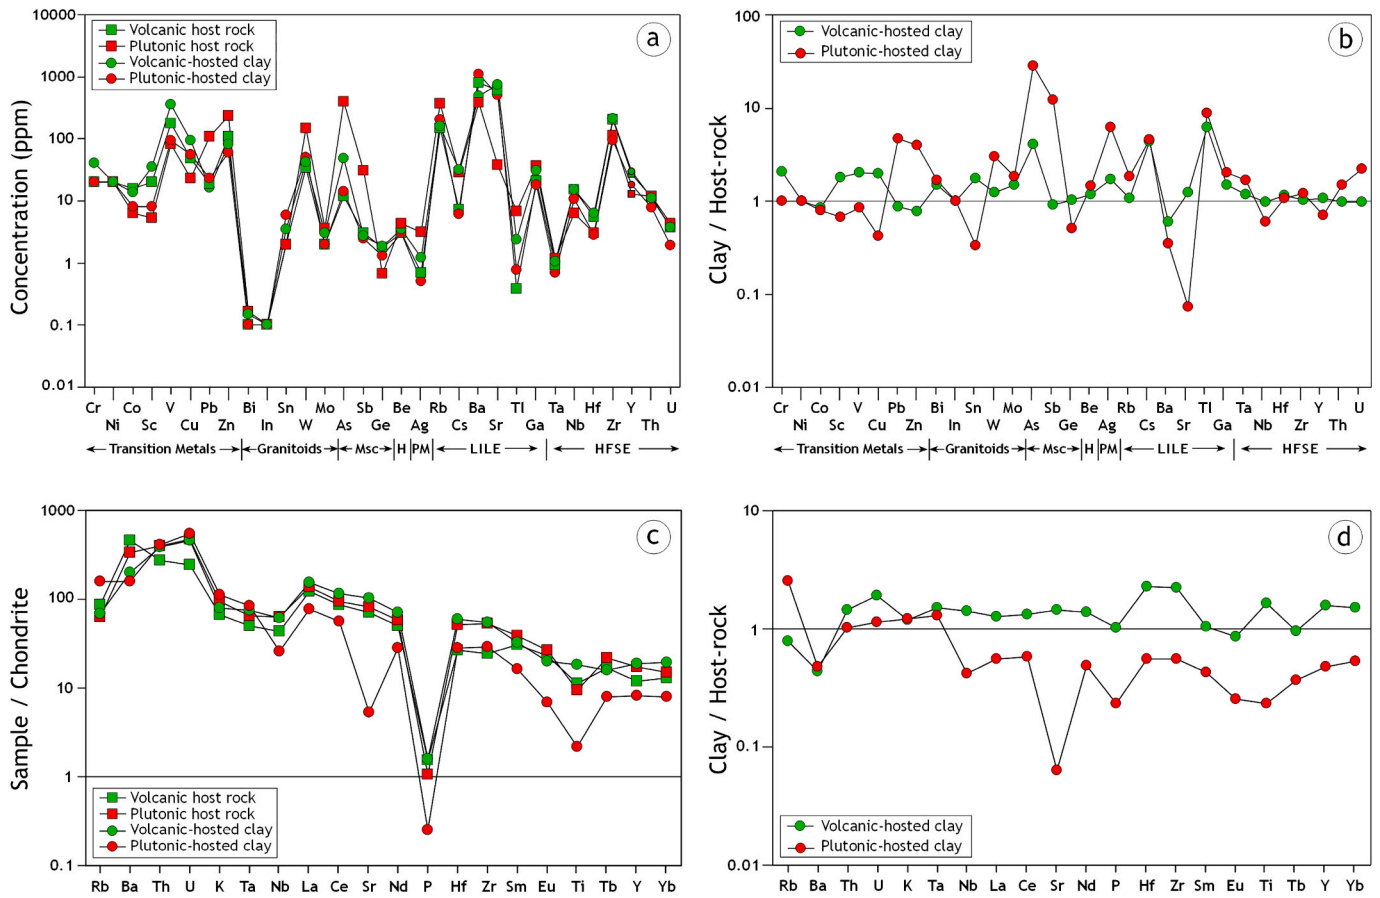 10000
1000
100
10
1
0.1
0.01
Concentration (ppm)
Volcanic host rock
Plutonic host rock
Volcanic-hosted clay
Plutonic-hosted clay
a
Cr Co V Pb Bi Sn Mo Sb Be Rb Ba Tl Ta Hf Y U
Ni Sc Cu Zn In W As Ge Ag Cs Sr Ga Nb Zr Th
Transition Metals Granitoids Msc H PM LILE HFSE
100
10
1
0.1
0.01
Clay / Host-rock
Volcanic-hosted clay
Plutonic-hosted clay
b
Cr Co V Pb Bi Sn Mo Sb Be Rb Ba Tl Ta Hf Y U
Ni Sc Cu Zn In W As Ge Ag Cs Sr Ga Nb Zr Th
Transition Metals Granitoids Msc H PM LILE HFSE
1000
100
10
1
0.1
Sample / Chondrite
c
Volcanic host rock
Plutonic host rock
Volcanic-hosted clay
Plutonic-hosted clay
Rb Ba Th U K Ta Nb La Ce Sr Nd P Hf Zr Sm Eu Ti Tb Y Yb
10
1
0.1
0.01
Clay / Host-rock
d
Volcanic-hosted clay
Plutonic-hosted clay
Rb Ba Th U K Ta Nb La Ce Sr Nd P Hf Zr Sm Eu Ti Tb Y Yb